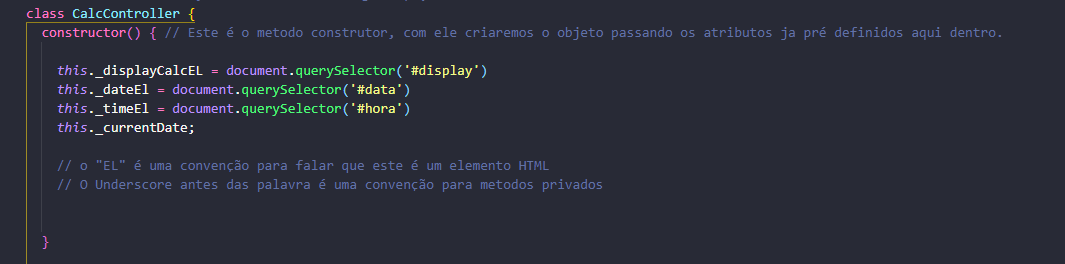 class CalcController {
constructor() { // Este é o metodo construtor, com ele criaremos o objeto passando os atributos ja pré definidos aqui dentro.
this._displayCalcEL = document.querySelector('#display')
this._dateEl = document.querySelector('#data')
this._timeEl = document.querySelector('#hora')
this._currentDate;
// o "EL" é uma convenção para falar que este é um elemento HTML
// O Underscore antes das palavra é uma convenção para metodos privados
}